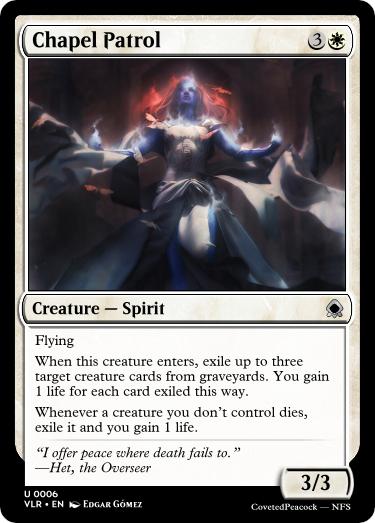 Chapel Patrol 3
Creature — Spirit
Flying
When this creature enters, exile up to three
target creature cards from graveyards. You gain
1 life for each card exiled this way.
Whenever a creature you don't control dies,
exile it and you gain 1 life.
“I offer peace where death fails to.”
—Het, the Overseer
3/3
U 0006
VLR • EN Edgar Gómez
CovetedPeacock — NFS